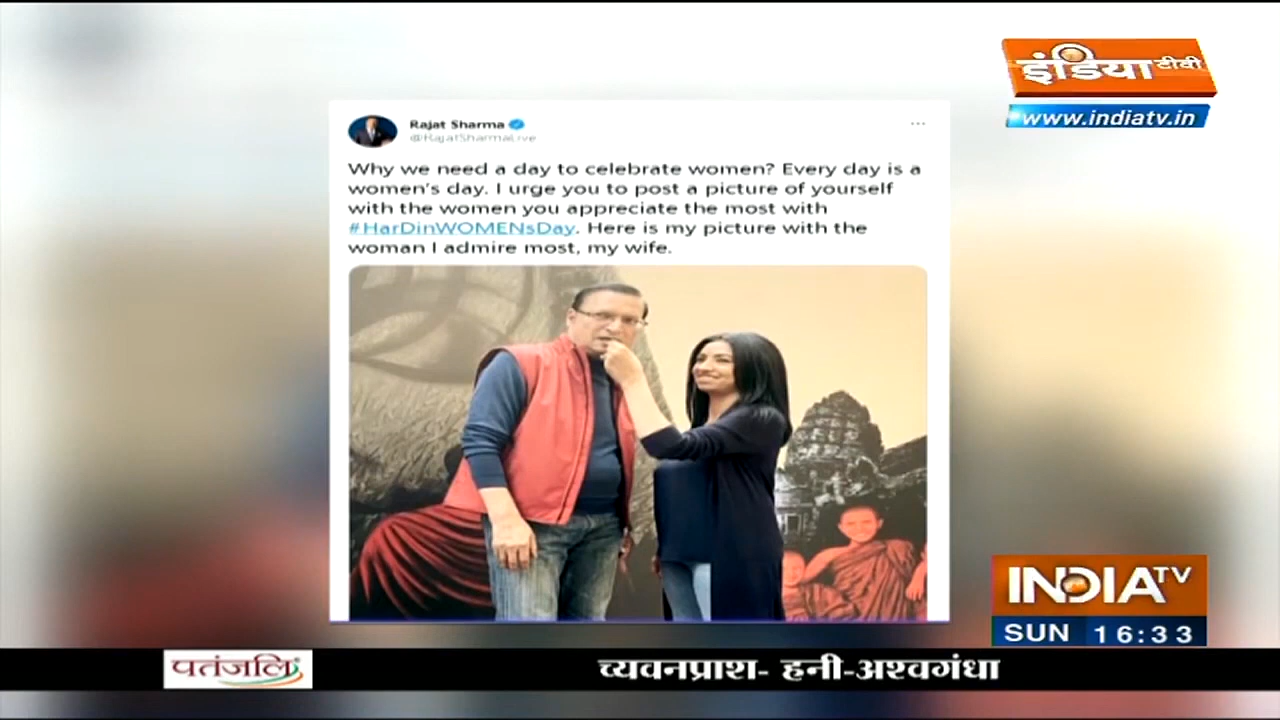 इंडिया टीवी
www.indiatv.in
Rajat Sharma
@RajatSharmaLive
Why we need a day to celebrate women? Every day is a
women's day. I urge you to post a picture of yourself
with the women you appreciate the most with
#HarDinWOMENsDay. Here is my picture with the
woman I admire most, my wife.
INDIA TV
SUN 16:33
पतंजलि
च्यवनप्राश- हनी-अश्वगंधा